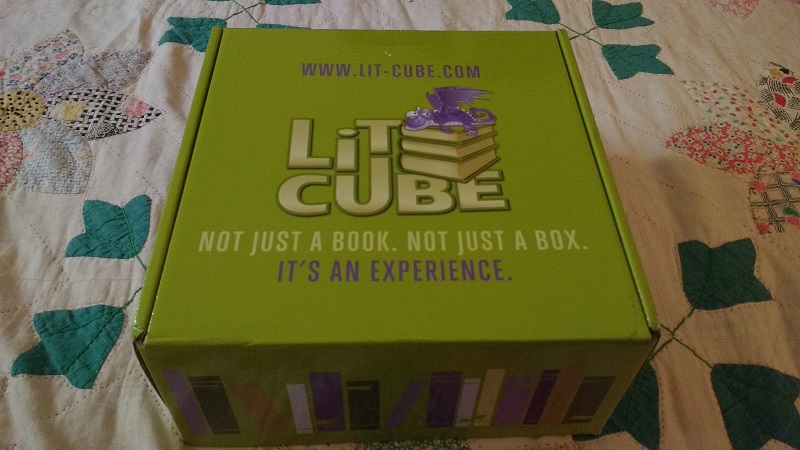 WWW.LIT-CUBE.COM
LiT
CUBE
NOT JUST A BOOK. NOT JUST A BOX.
IT'S AN EXPERIENCE.